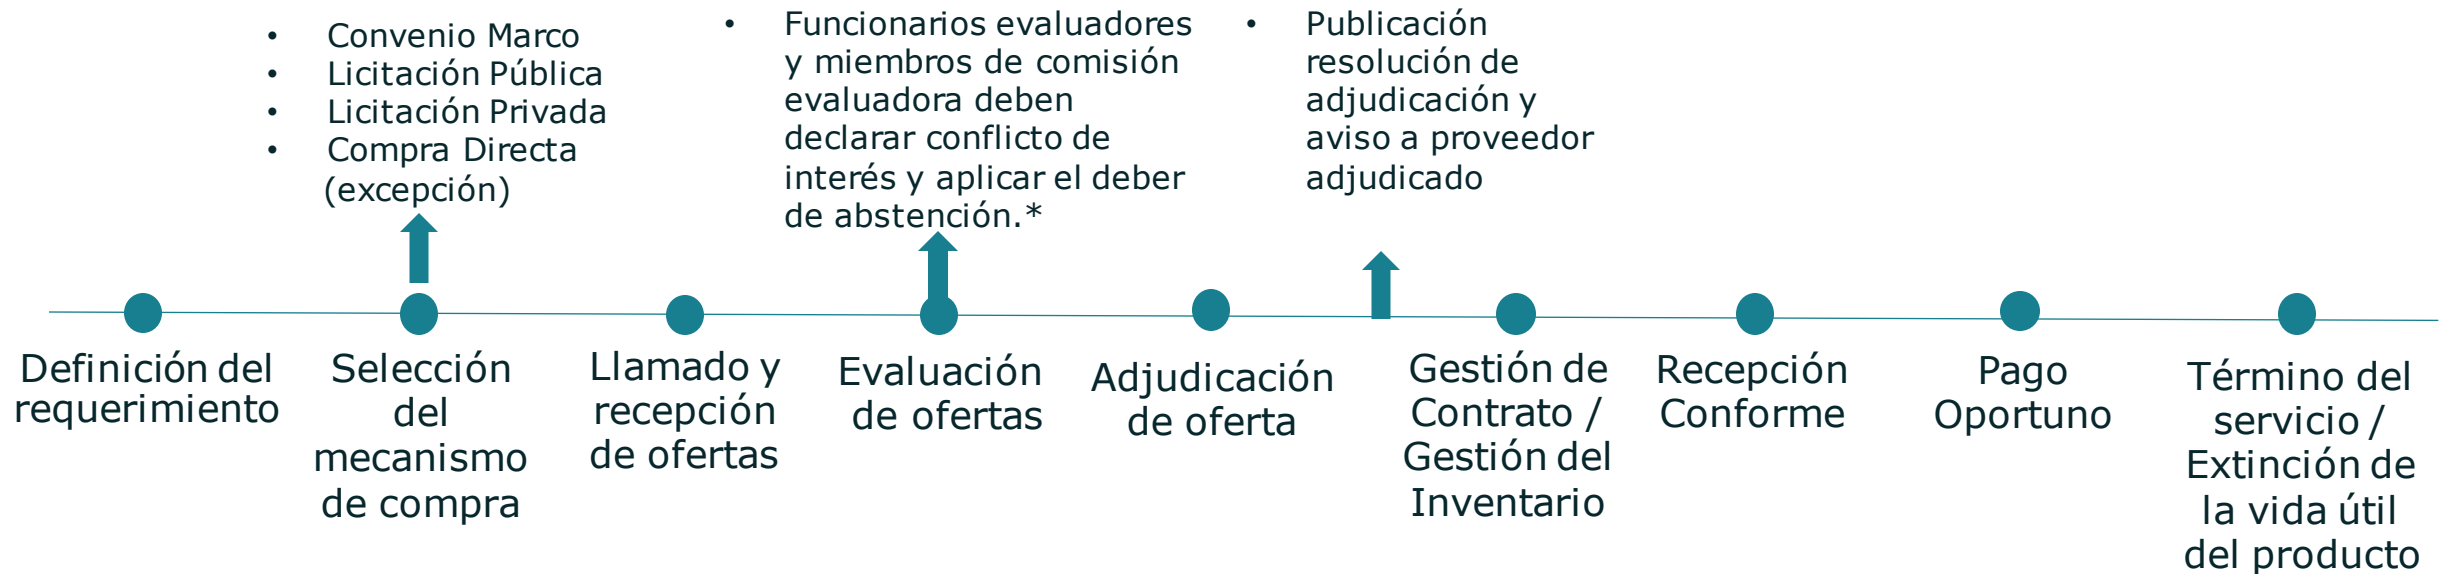 • Convenio Marco
• Licitación Pública
• Licitación Privada
• Compra Directa
(excepción)
• Funcionarios evaluadores
y miembros de comisión
evaluadora deben
declarar conflicto de
interés y aplicar el deber
de abstención.*
• Publicación
resolución de
adjudicación y
aviso a proveedor
adjudicado
Definición del
requerimiento
Selección
del
mecanismo
de compra
Llamado y
recepción
de ofertas
Evaluación
de ofertas
Adjudicación
de oferta
Gestión de
Contrato /
Gestión del
Inventario
Recepción
Conforme
Pago
Oportuno
Término del
servicio /
Extinción de
la vida útil
del producto